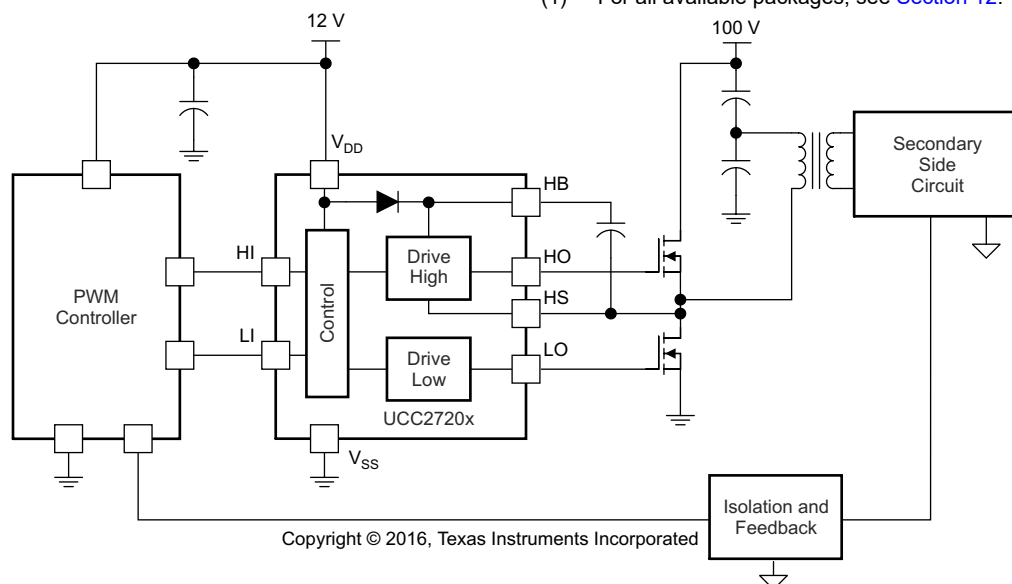 (1) For all available packages, see Section 12.
12 V
100 V
V_DD
HB
Secondary
Side
Circuit
HI
Drive
High
HO
PWM
Controller
Control
HS
LI
Drive
Low
LO
UCC2720x
V_SS
Isolation and
Feedback
Copyright © 2016, Texas Instruments Incorporated